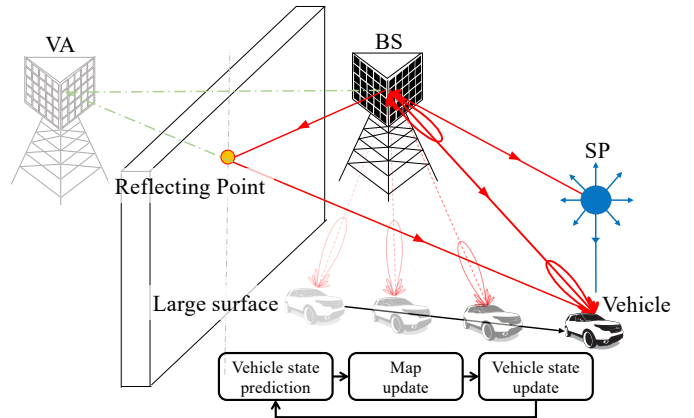 VA
BS
SP
Reflecting Point
Large surface
Vehicle
Vehicle state
prediction
Map
update
Vehicle state
update